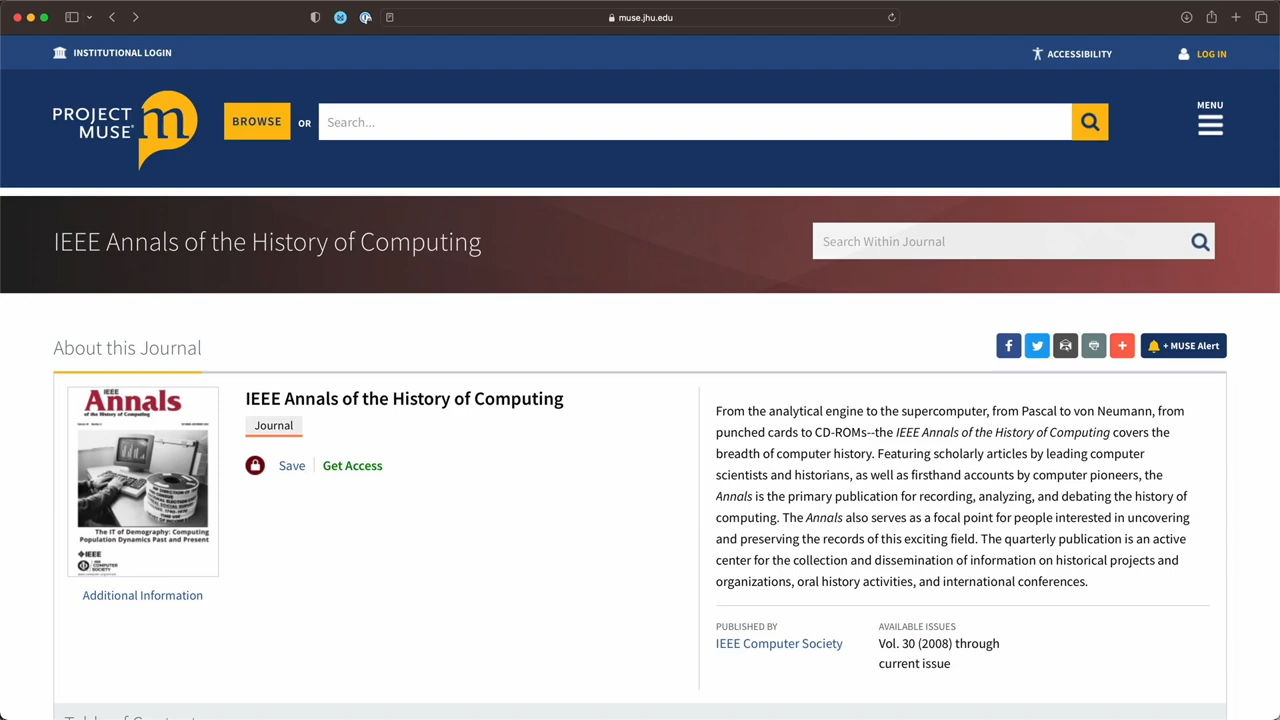 muse.jhu.edu
INSTITUTIONAL LOGIN
ACCESSIBILITY
LOG IN
PROJECT
MUSE®
m
BROWSE
OR
Search...
MENU
IEEE Annals of the History of Computing
Search Within Journal
About this Journal
+ MUSE Alert
IEEE
Annals
of the History of Computing
The IT of Demography: Computing
Population Dynamics Past and Present
IEEE
Additional Information
IEEE Annals of the History of Computing
Journal
Save
Get Access
From the analytical engine to the supercomputer, from Pascal to von Neumann, from
punched cards to CD-ROMs--the IEEE Annals of the History of Computing covers the
breadth of computer history. Featuring scholarly articles by leading computer
scientists and historians, as well as firsthand accounts by computer pioneers, the
Annals is the primary publication for recording, analyzing, and debating the history of
computing. The Annals also serves as a focal point for people interested in uncovering
and preserving the records of this exciting field. The quarterly publication is an active
center for the collection and dissemination of information on historical projects and
organizations, oral history activities, and international conferences.
PUBLISHED BY
IEEE Computer Society
AVAILABLE ISSUES
Vol. 30 (2008) through
current issue